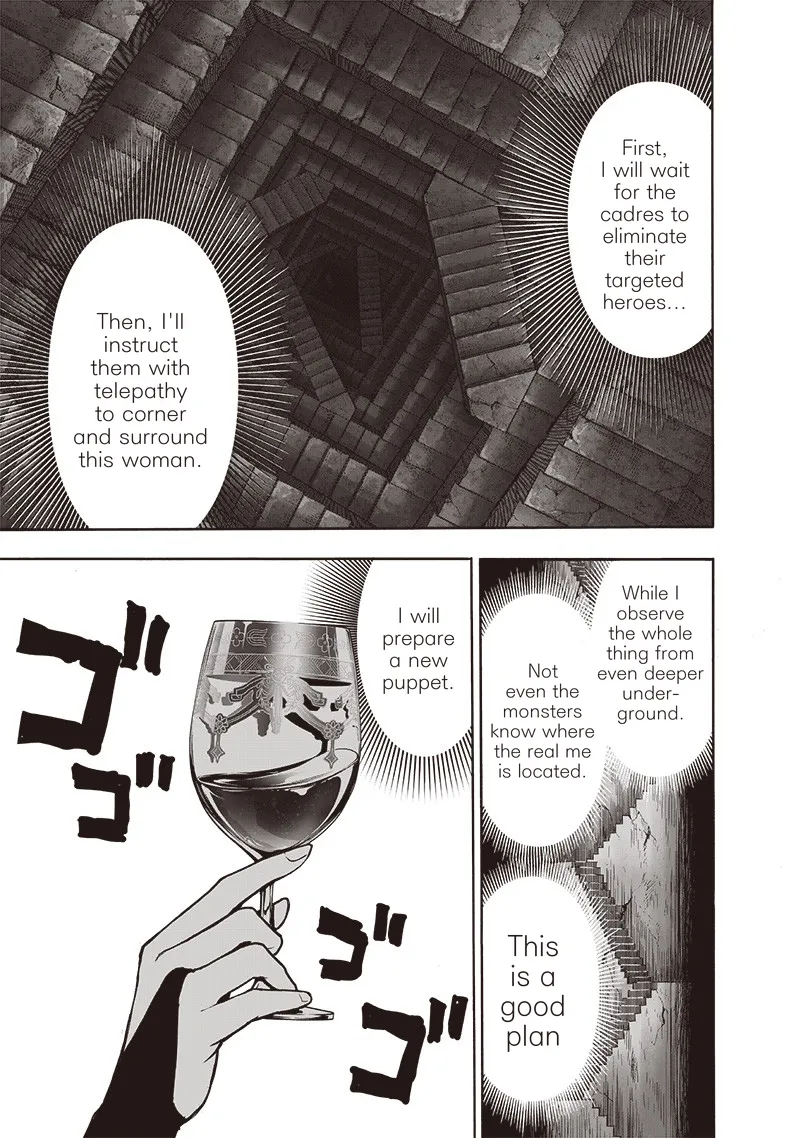 First,
I will wait
for the
cadres to
eliminate
their
targeted
heroes...
Then, I'll
instruct
them with
telepathy
to corner
and surround
this woman.
While I
observe
the whole
thing from
even deeper
under-
ground.
Not
even the
monsters
know where
the real me
is located.
This
is a
good
plan
I will
prepare
a new
puppet.
ゴ
ゴ
ゴ
ゴ